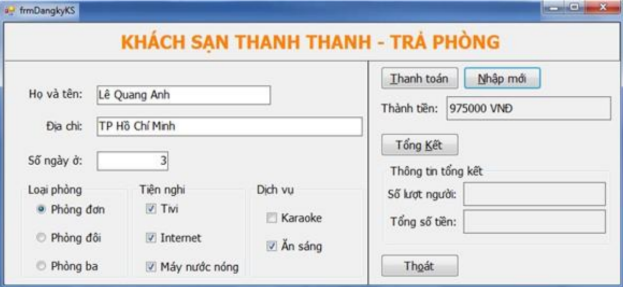 frmDangkyKS
KHÁCH SẠN THANH THANH - TRẢ PHÒNG
Họ và tên: Lê Quang Anh
Địa chỉ: TP Hồ Chí Minh
Số ngày ở: 3
Loại phòng
Phòng đơn
Phòng đôi
Phòng ba
Tiện nghi
Tivi
Internet
Máy nước nóng
Dịch vụ
Karaoke
Ăn sáng
Thanh toán Nhập mới
Thành tiền: 975000 VNĐ
Tổng Kết
Thông tin tổng kết
Số lượt người:
Tổng số tiền:
Thoát